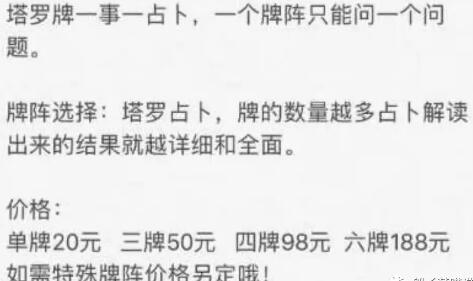 塔罗牌一事一占卜，一个牌阵只能问一个问
题。
牌阵选择：塔罗占卜，牌的数量越多占卜解读
出来的结果就越详细和全面。
价格：
单牌20元 三牌50元 四牌98元 六牌188元
如需特殊牌阵价格另定哦！